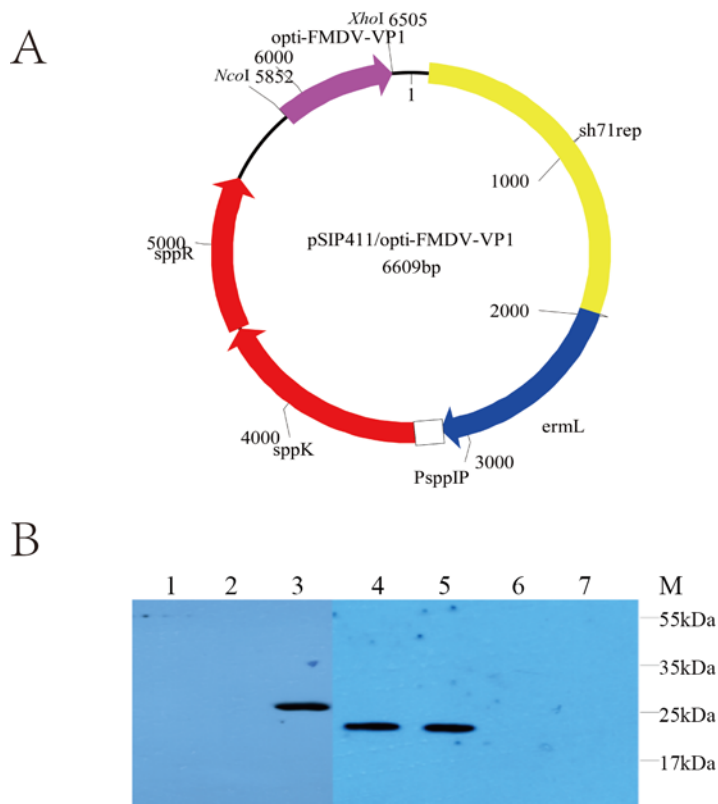 A
XhoI 6505
opti-FMDV-VP1
6000
NcoI 5852
1
sh71rep
1000
5000
sppR
pSIP411/opti-FMDV-VP1
6609bp
2000
4000
sppK
ermL
3000
PsppIP
B
1 2 3 4 5 6 7 M
55kDa
35kDa
25kDa
17kDa